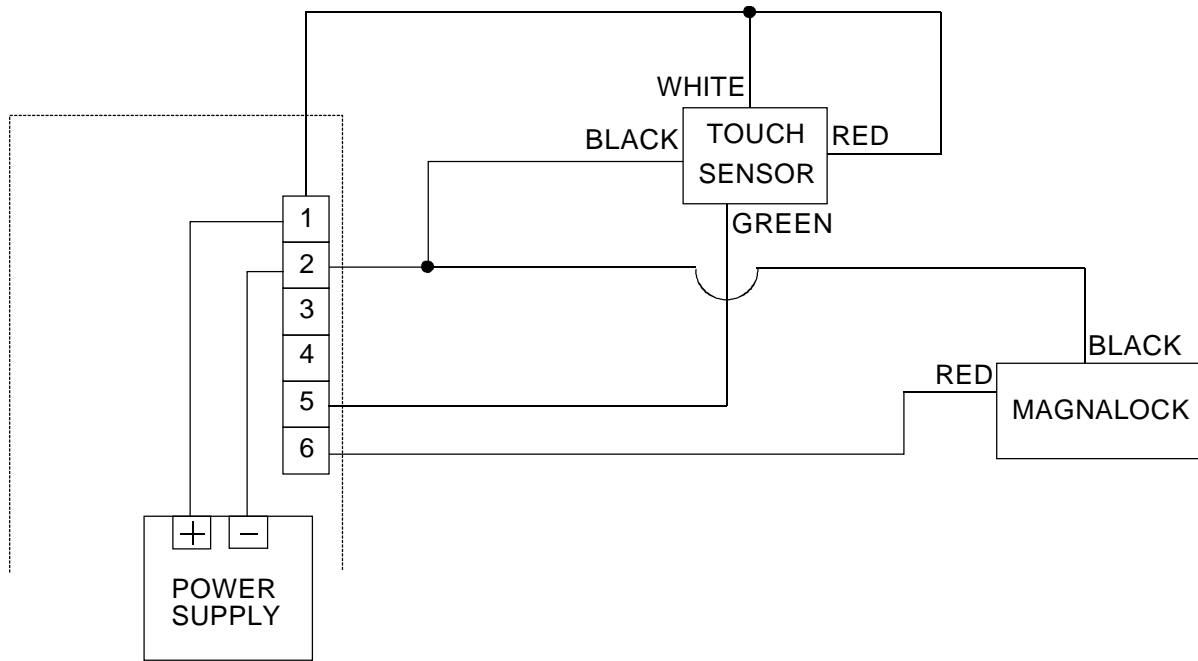 WHITE
BLACK
TOUCH
SENSOR
RED
GREEN
1
2
3
4
5
6
BLACK
RED
MAGNALOCK
+
-
POWER
SUPPLY